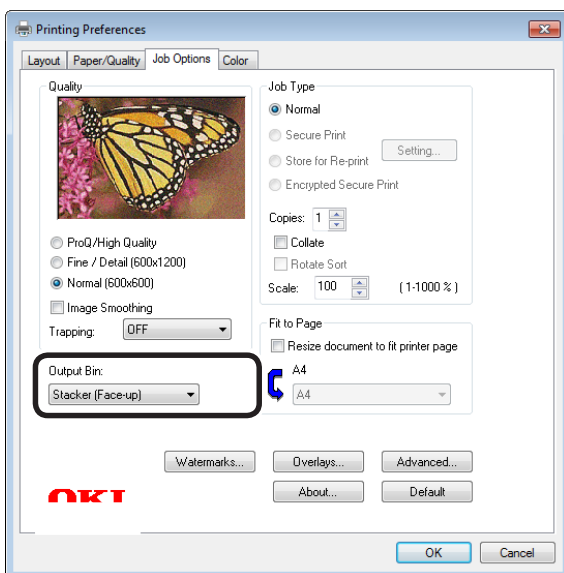 Printing Preferences
Layout Paper/Quality Job Options Color
Quality
ProQ/High Quality
Fine / Detail (600x1200)
Normal (600x600)
Image Smoothing
Trapping: OFF
Output Bin:
Stacker (Face-up)
Job Type
Normal
Secure Print
Store for Re-print
Setting...
Encrypted Secure Print
Copies: 1
Collate
Rotate Sort
Scale: 100 (1-1000 %)
Fit to Page
Resize document to fit printer page
A4
A4
Watermarks... Overlays... Advanced...
OKI About... Default
OK Cancel